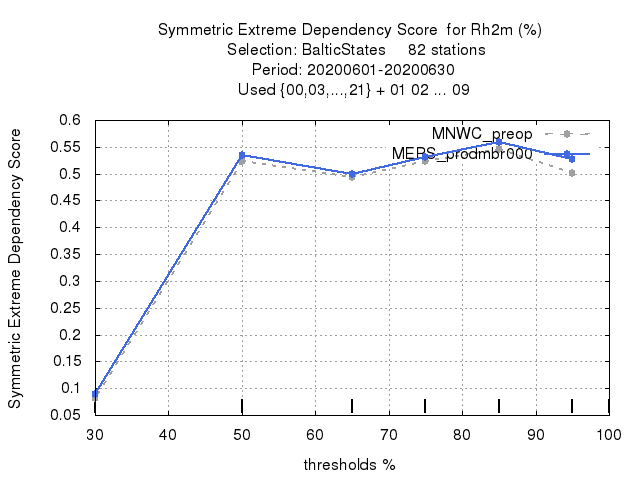 Symmetric Extreme Dependency Score for Rh2m (%)
Selection: BalticStates 82 stations
Period: 20200601-20200630
Used {00,03,...,21} + 01 02 ... 09
MNWC_preop
MEPS_prodmbr000
Symmetric Extreme Dependency Score
0.6
0.55
0.5
0.45
0.4
0.35
0.3
0.25
0.2
0.15
0.1
0.05
30 40 50 60 70 80 90 100
thresholds %